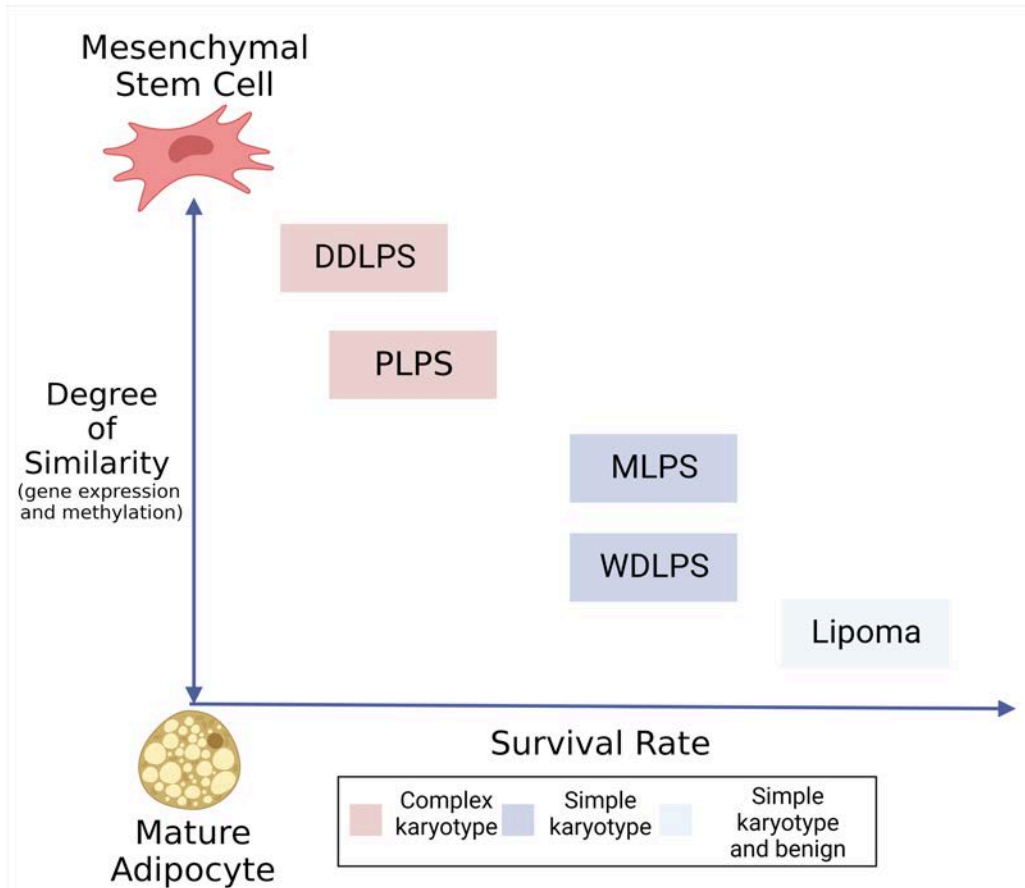 Mesenchymal
Stem Cell
DDLPS
PLPS
Degree
of
Similarity
(gene expression
and methylation)
MLPS
WDLPS
Lipoma
Survival Rate
Mature
Adipocyte
Complex
karyotype
Simple
karyotype
Simple
karyotype
and benign